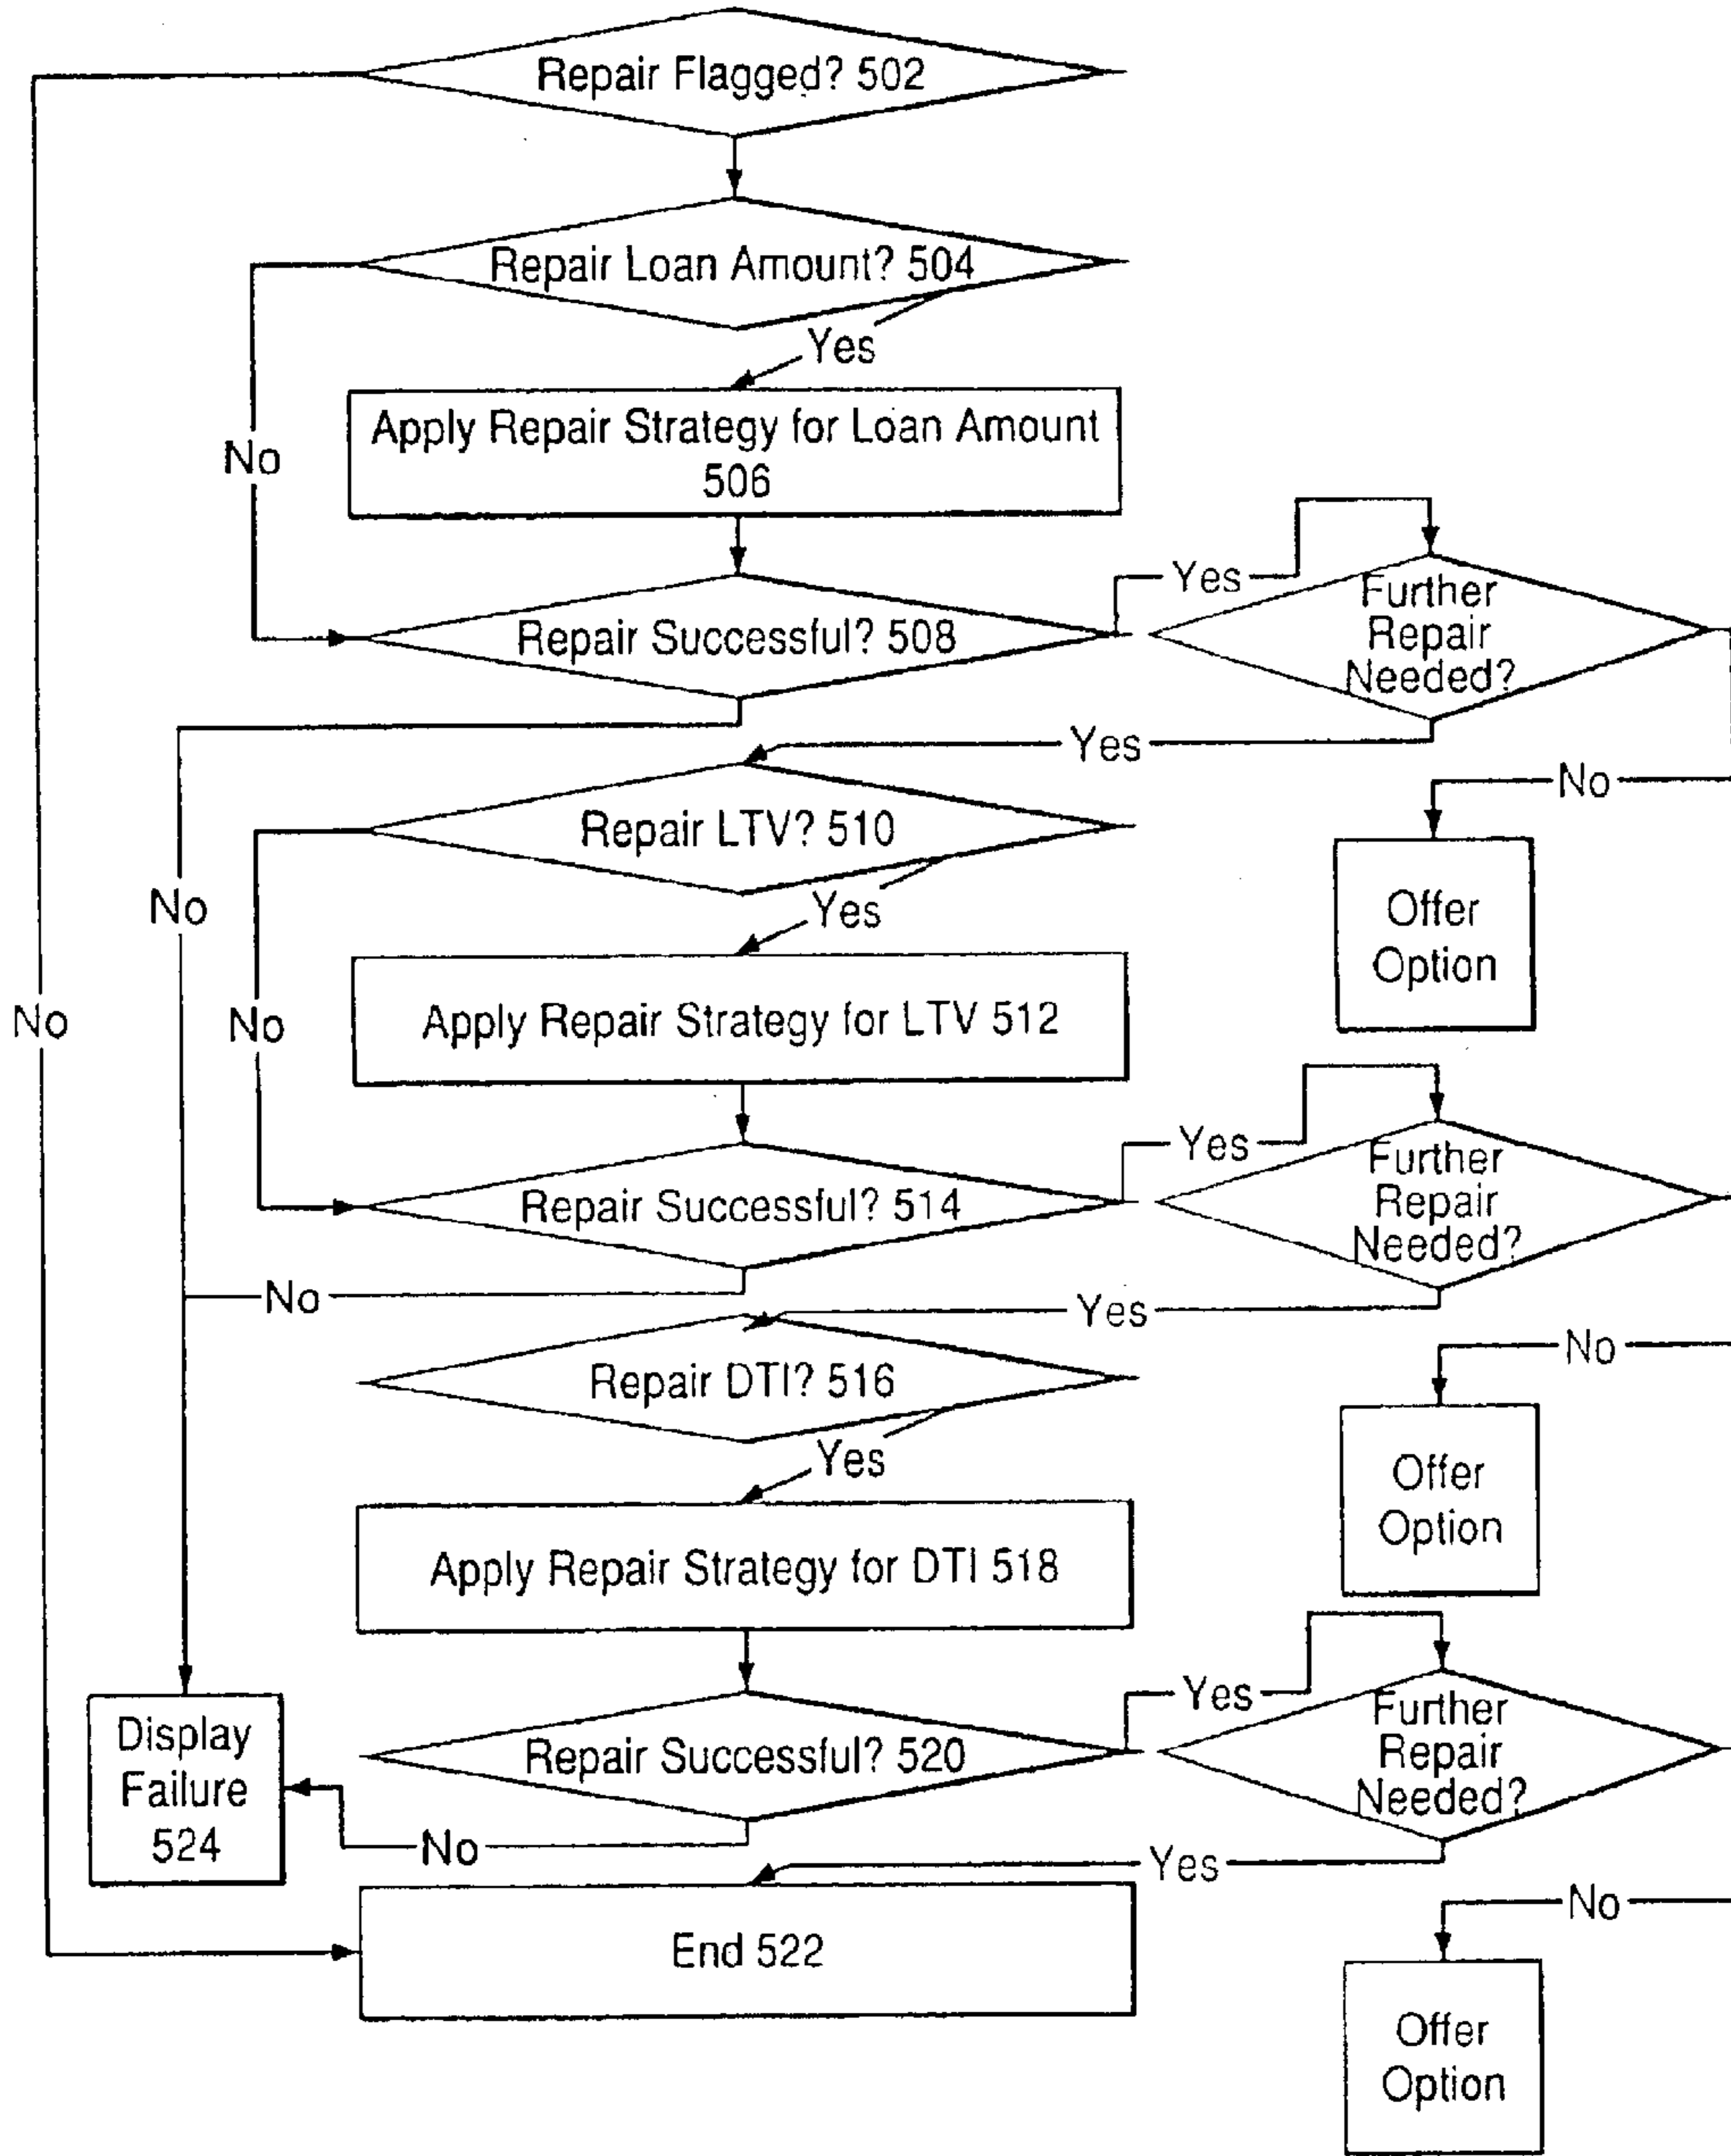 Repair Flagged? 502
Repair Loan Amount? 504
Yes
Apply Repair Strategy for Loan Amount
506
No
Yes
Further
Repair
Needed?
Repair Successful? 508
Yes
No
Repair LTV? 510
No
Yes
Offer
Option
Apply Repair Strategy for LTV 512
No
No
Yes
Further
Repair
Needed?
Repair Successful? 514
No
Yes
No
Repair DTI? 516
Yes
Offer
Option
Apply Repair Strategy for DTI 518
Yes
Further
Repair
Needed?
Display
Failure
524
Repair Successful? 520
No
Yes
No
End 522
Offer
Option